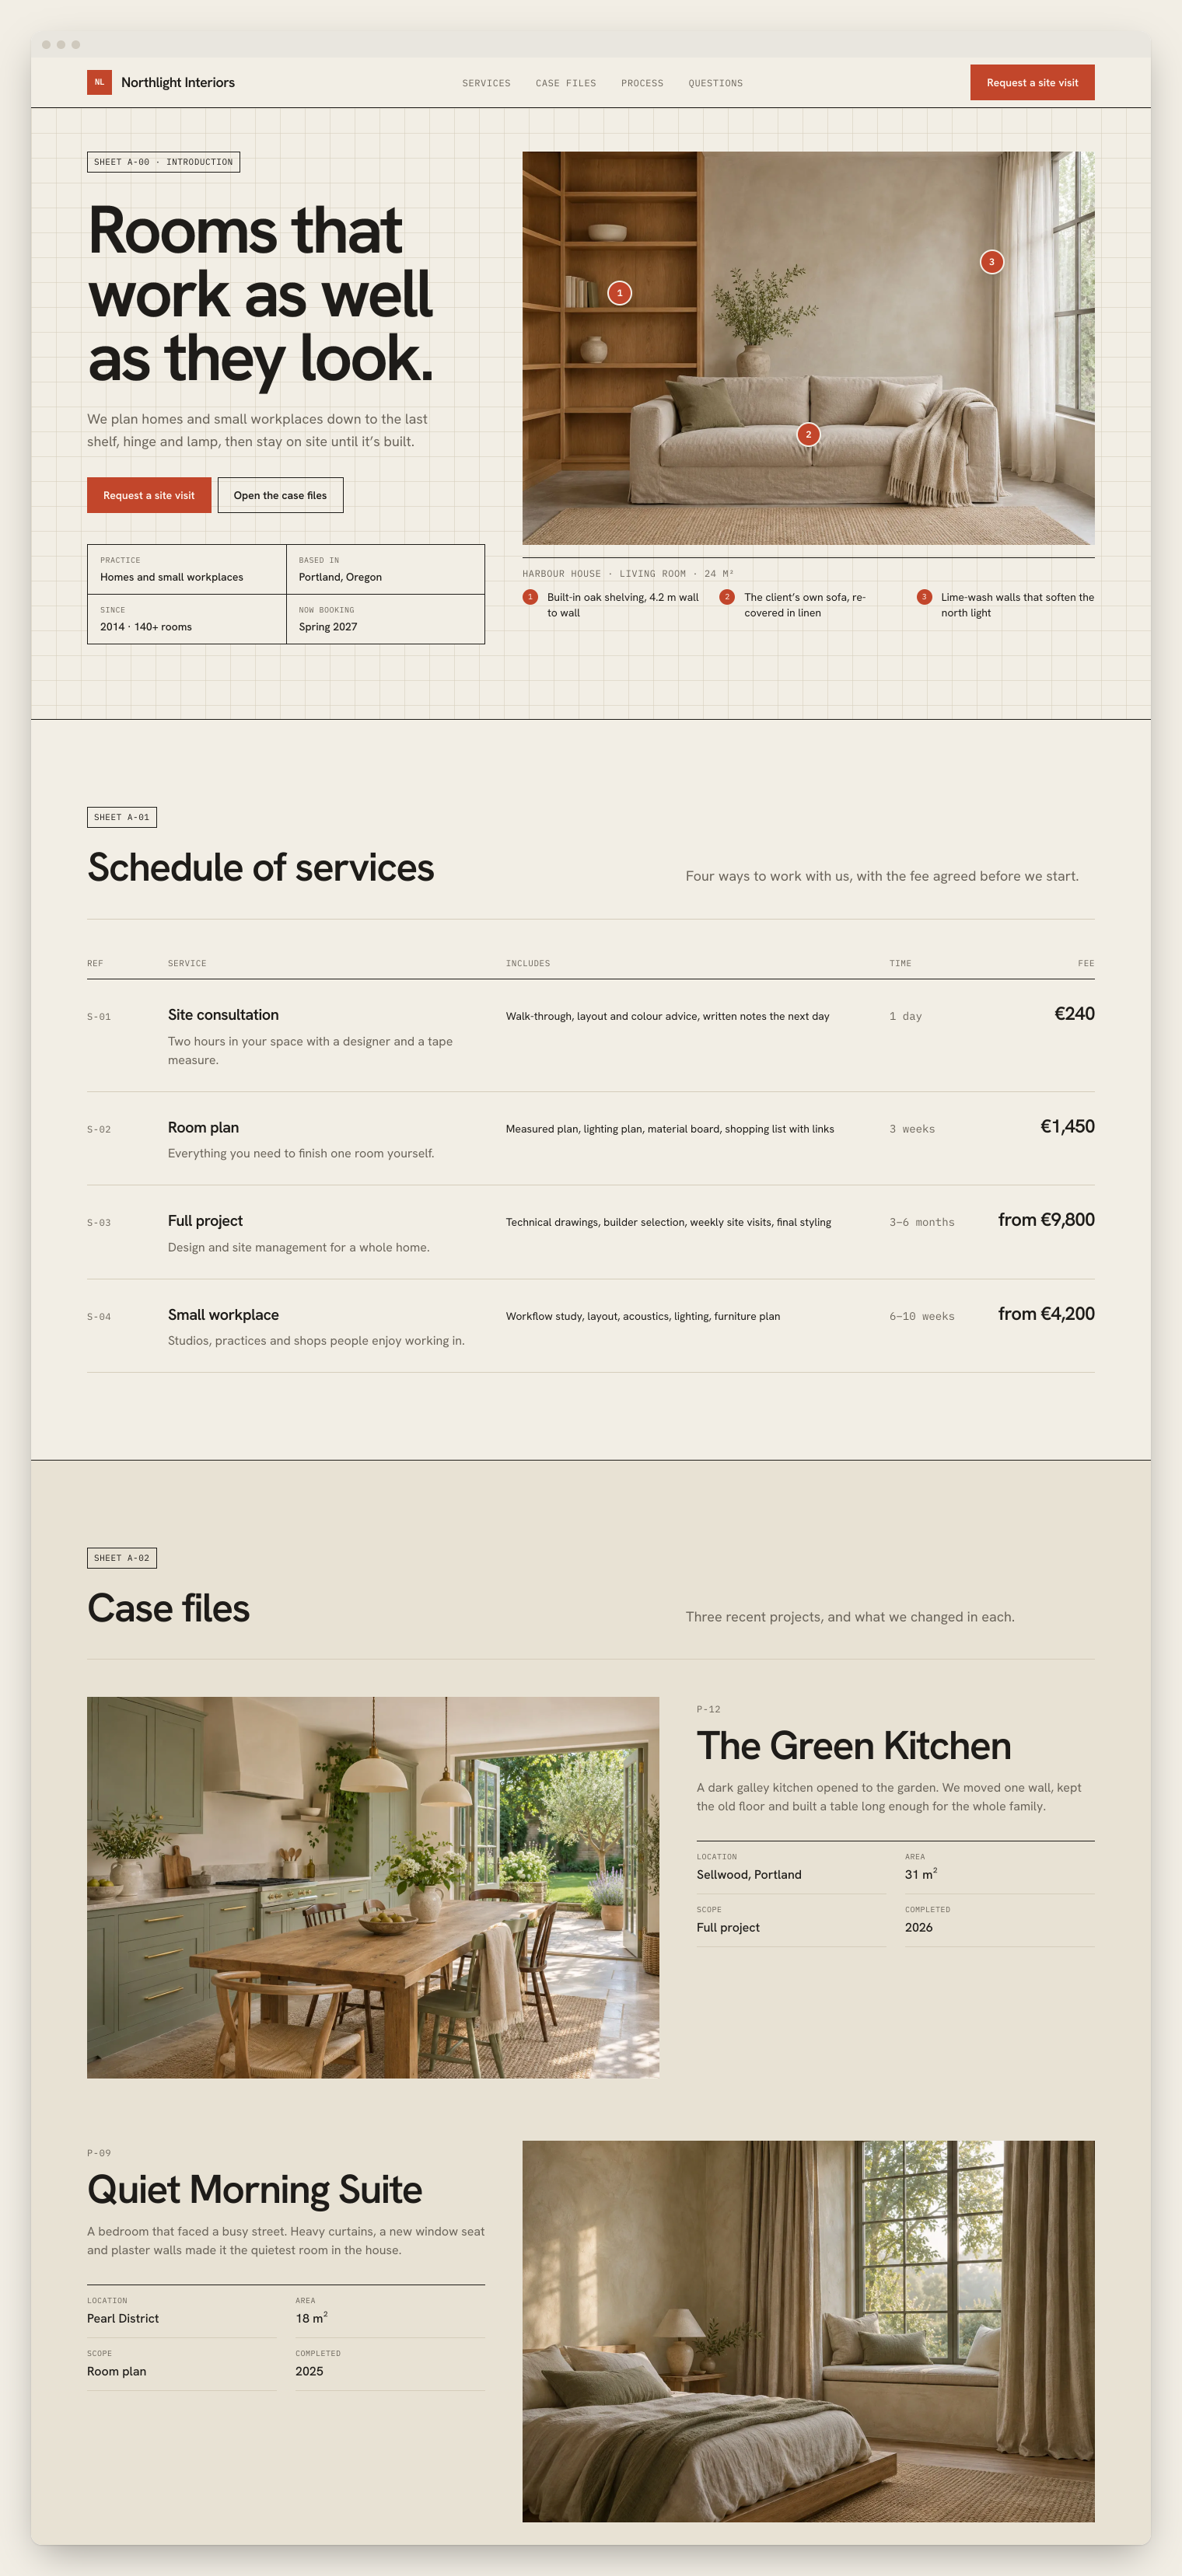 NL
Northlight Interiors
SERVICES
CASE FILES
PROCESS
QUESTIONS
Request a site visit
SHEET A-00 · INTRODUCTION
Rooms that
work as well
as they look.
We plan homes and small workplaces down to the last
shelf, hinge and lamp, then stay on site until it’s built.
Request a site visit
Open the case files
PRACTICE
Homes and small workplaces
BASED IN
Portland, Oregon
SINCE
2014 · 140+ rooms
NOW BOOKING
Spring 2027
1
2
3
HARBOUR HOUSE · LIVING ROOM · 24 M²
1
Built-in oak shelving, 4.2 m wall
to wall
2
The client’s own sofa, re-
covered in linen
3
Lime-wash walls that soften the
north light
SHEET A-01
Schedule of services
Four ways to work with us, with the fee agreed before we start.
REF
SERVICE
INCLUDES
TIME
FEE
S-01
Site consultation
Two hours in your space with a designer and a tape
measure.
Walk-through, layout and colour advice, written notes the next day
1 day
€240
S-02
Room plan
Everything you need to finish one room yourself.
Measured plan, lighting plan, material board, shopping list with links
3 weeks
€1,450
S-03
Full project
Design and site management for a whole home.
Technical drawings, builder selection, weekly site visits, final styling
3–6 months
from €9,800
S-04
Small workplace
Studios, practices and shops people enjoy working in.
Workflow study, layout, acoustics, lighting, furniture plan
6–10 weeks
from €4,200
SHEET A-02
Case files
Three recent projects, and what we changed in each.
P-12
The Green Kitchen
A dark galley kitchen opened to the garden. We moved one wall, kept
the old floor and built a table long enough for the whole family.
LOCATION
Sellwood, Portland
AREA
31 m²
SCOPE
Full project
COMPLETED
2026
P-09
Quiet Morning Suite
A bedroom that faced a busy street. Heavy curtains, a new window seat
and plaster walls made it the quietest room in the house.
LOCATION
Pearl District
AREA
18 m²
SCOPE
Room plan
COMPLETED
2025